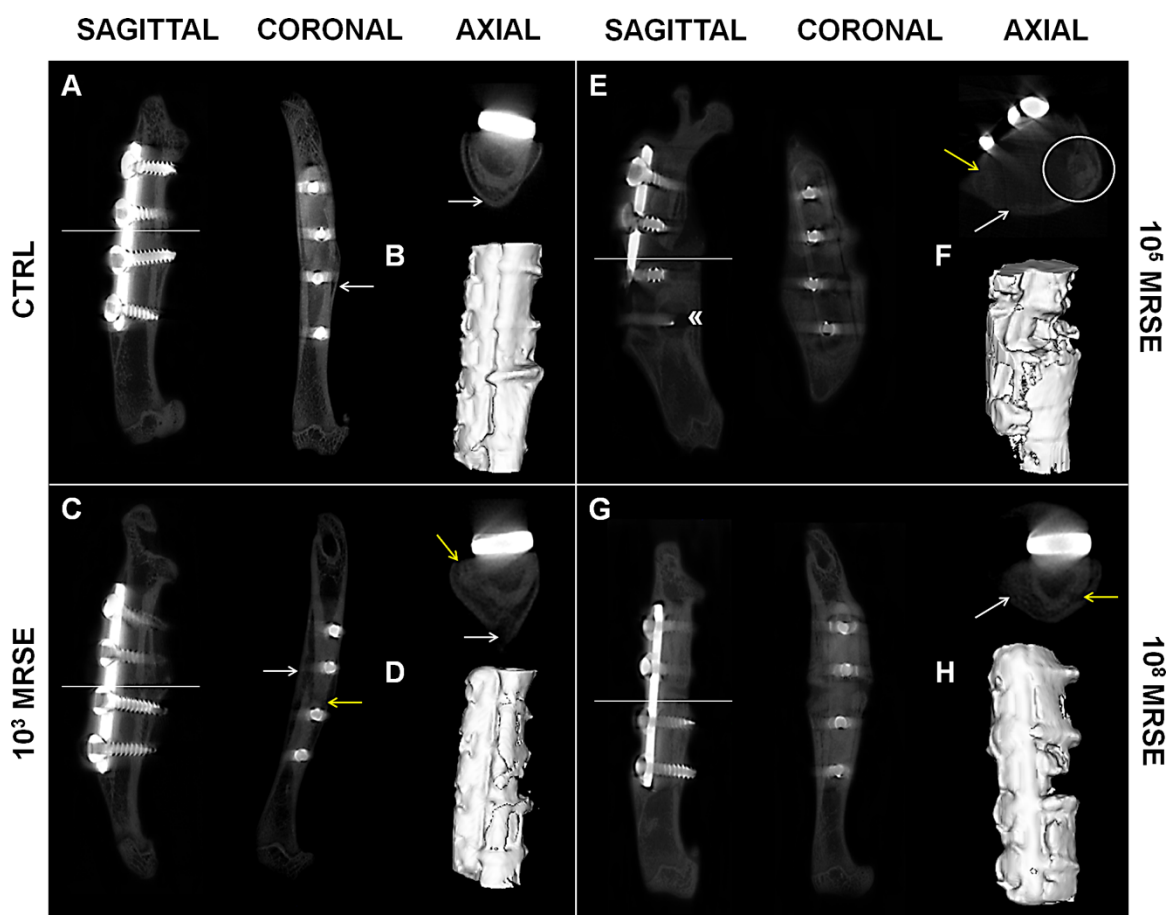 SAGITTAL CORONAL AXIAL SAGITTAL CORONAL AXIAL
A E
CTRL B F 10⁵ MRSE
C G
10³ MRSE D H 10⁸ MRSE